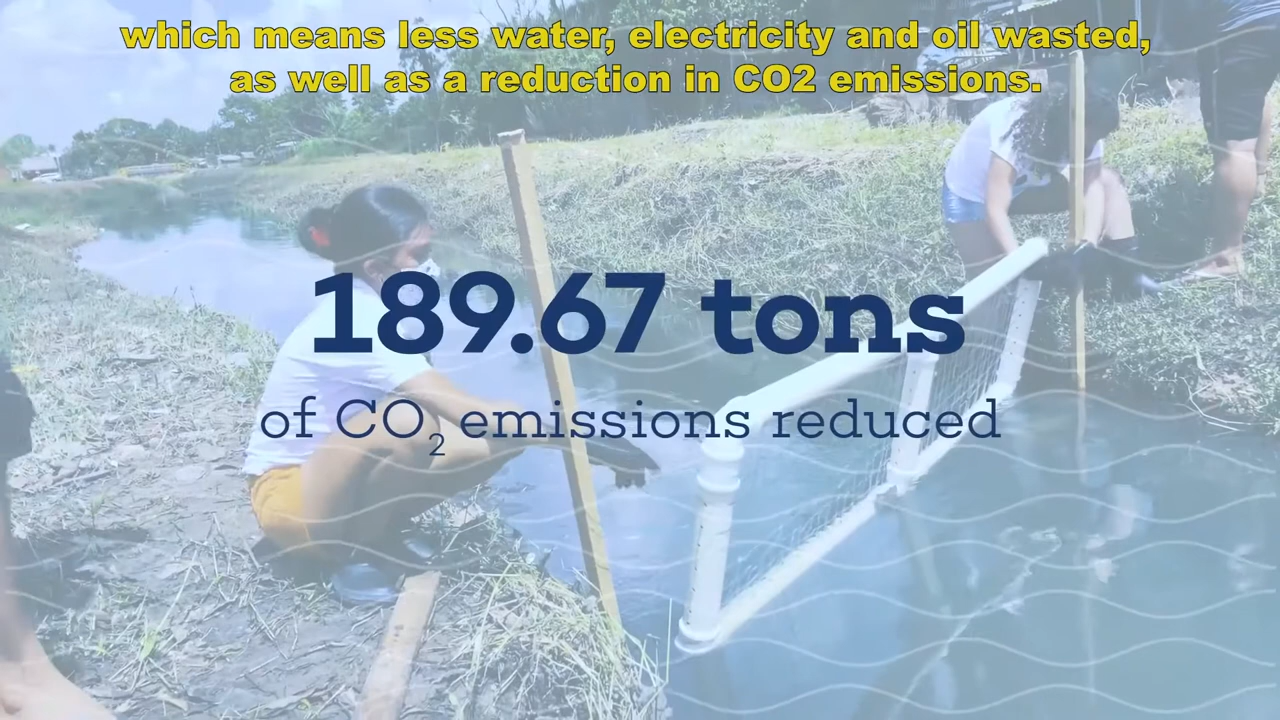 which means less water, electricity and oil wasted,
as well as a reduction in CO2 emissions.
189.67 tons
of CO₂ emissions reduced